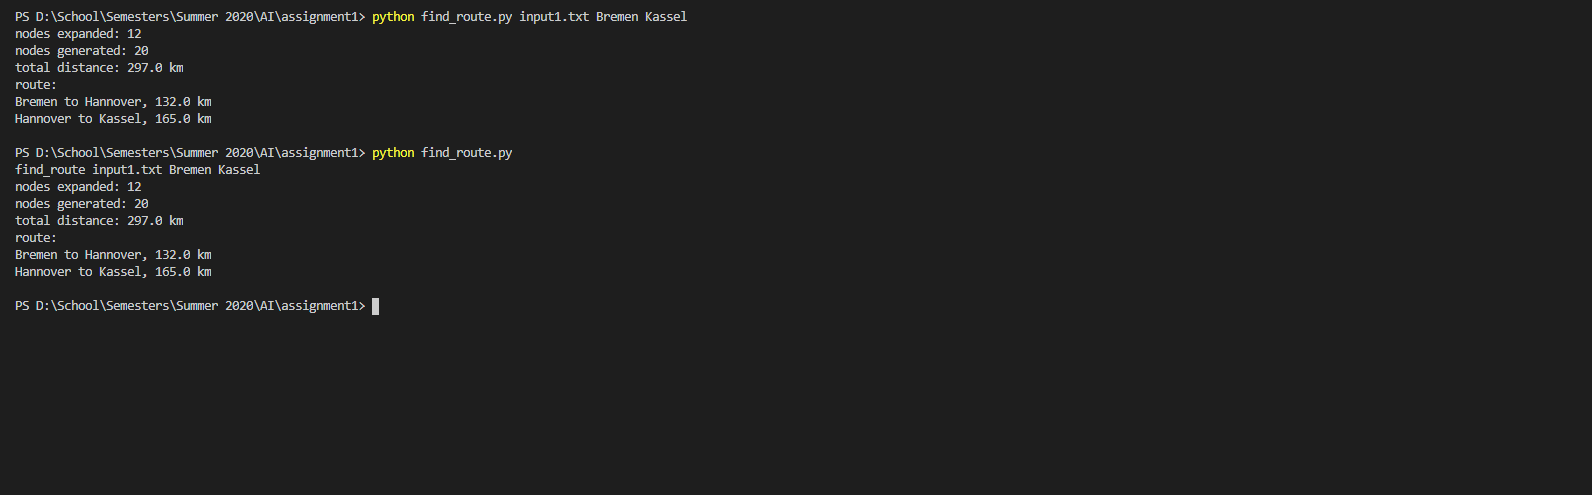 PS D:\School\Semesters\Summer 2020\AI\assignment1> python find_route.py input1.txt Bremen Kassel
nodes expanded: 12
nodes generated: 20
total distance: 297.0 km
route:
Bremen to Hannover, 132.0 km
Hannover to Kassel, 165.0 km
PS D:\School\Semesters\Summer 2020\AI\assignment1> python find_route.py
find_route input1.txt Bremen Kassel
nodes expanded: 12
nodes generated: 20
total distance: 297.0 km
route:
Bremen to Hannover, 132.0 km
Hannover to Kassel, 165.0 km
PS D:\School\Semesters\Summer 2020\AI\assignment1>